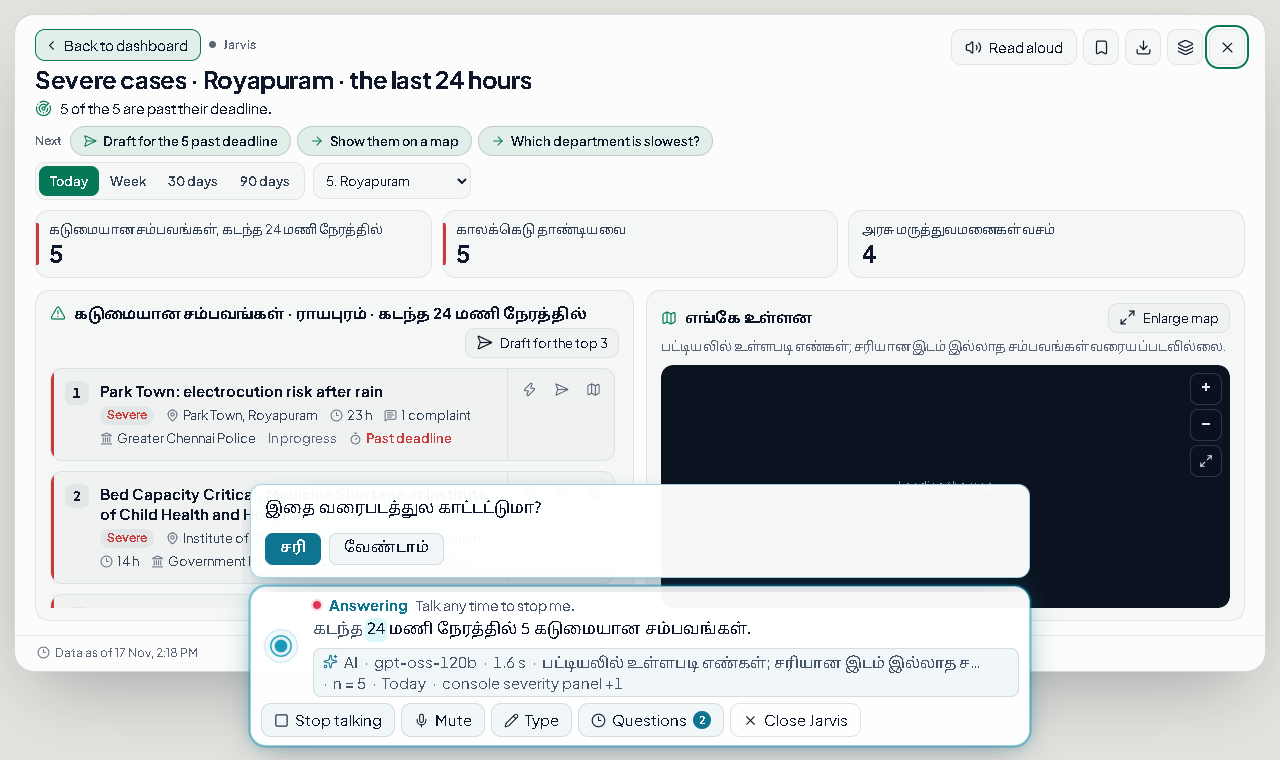 Back to dashboard
Jarvis
Read aloud
Severe cases · Royapuram · the last 24 hours
5 of the 5 are past their deadline.
Next
Draft for the 5 past deadline
Show them on a map
Which department is slowest?
Today
Week
30 days
90 days
5. Royapuram
கடுமையான சம்பவங்கள், கடந்த 24 மணி நேரத்தில்
5
காலக்கெடு தாண்டியவை
5
அரசு மருத்துவமனைகள் வசம்
4
கடுமையான சம்பவங்கள் · ராயபுரம் · கடந்த 24 மணி நேரத்தில்
Draft for the top 3
1
Park Town: electrocution risk after rain
Severe
Park Town, Royapuram
23 h
1 complaint
Greater Chennai Police
In progress
Past deadline
2
Bed Capacity Critical, Medicine Shortage at Institute
of Child Health and H
Severe
Institute of
14 h
Government
எங்கே உள்ளன
Enlarge map
பட்டியலில் உள்ளபடி எண்கள்; சரியான இடம் இல்லாத சம்பவங்கள் வரையப்படவில்லை.
+
−
இதை வரைபடத்துல காட்டட்டுமா?
சரி
வேண்டாம்
Answering Talk any time to stop me.
கடந்த 24 மணி நேரத்தில் 5 கடுமையான சம்பவங்கள்.
AI · gpt-oss-120b · 1.6 s · பட்டியலில் உள்ளபடி எண்கள்; சரியான இடம் இல்லாத ச…
· n = 5 · Today · console severity panel +1
Stop talking
Mute
Type
Questions 2
Close Jarvis
Data as of 17 Nov, 2:18 PM